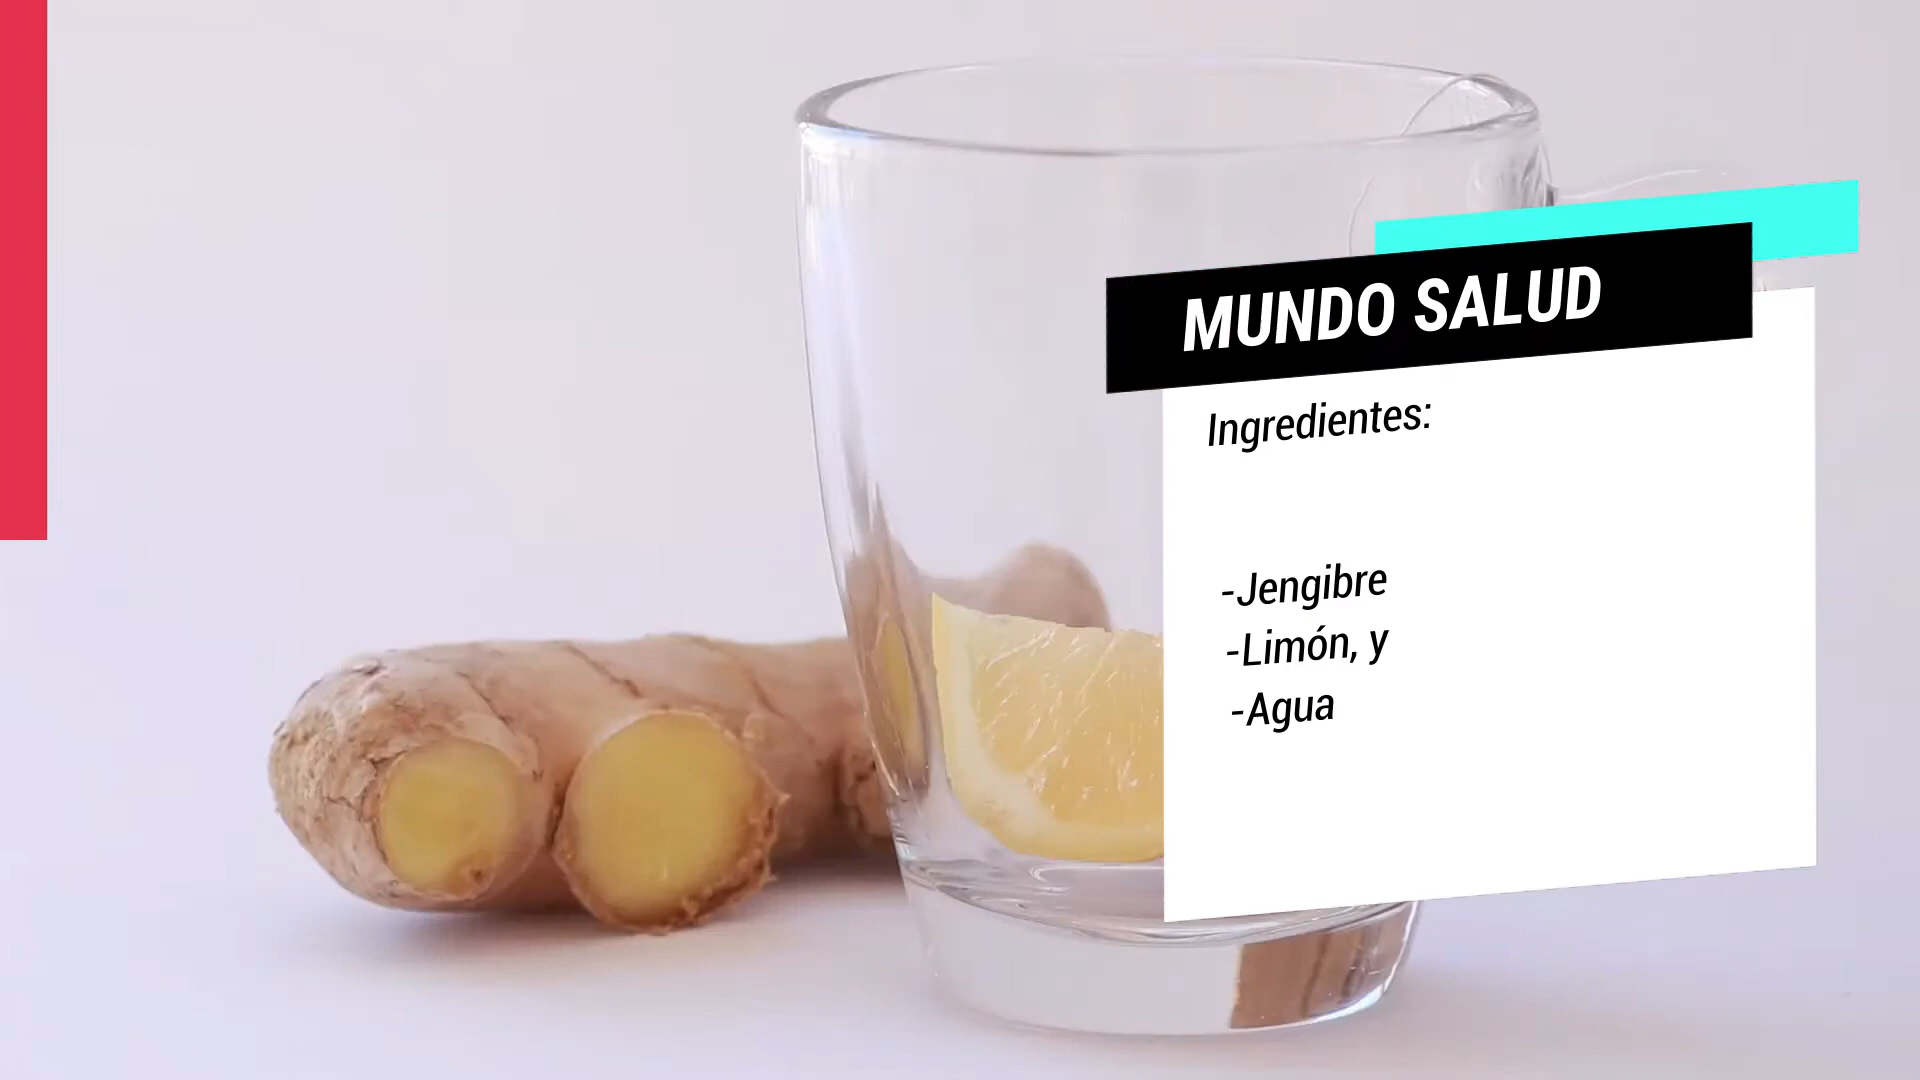 MUNDO SALUD
Ingredientes:
-Jengibre
-Limón, y
-Agua